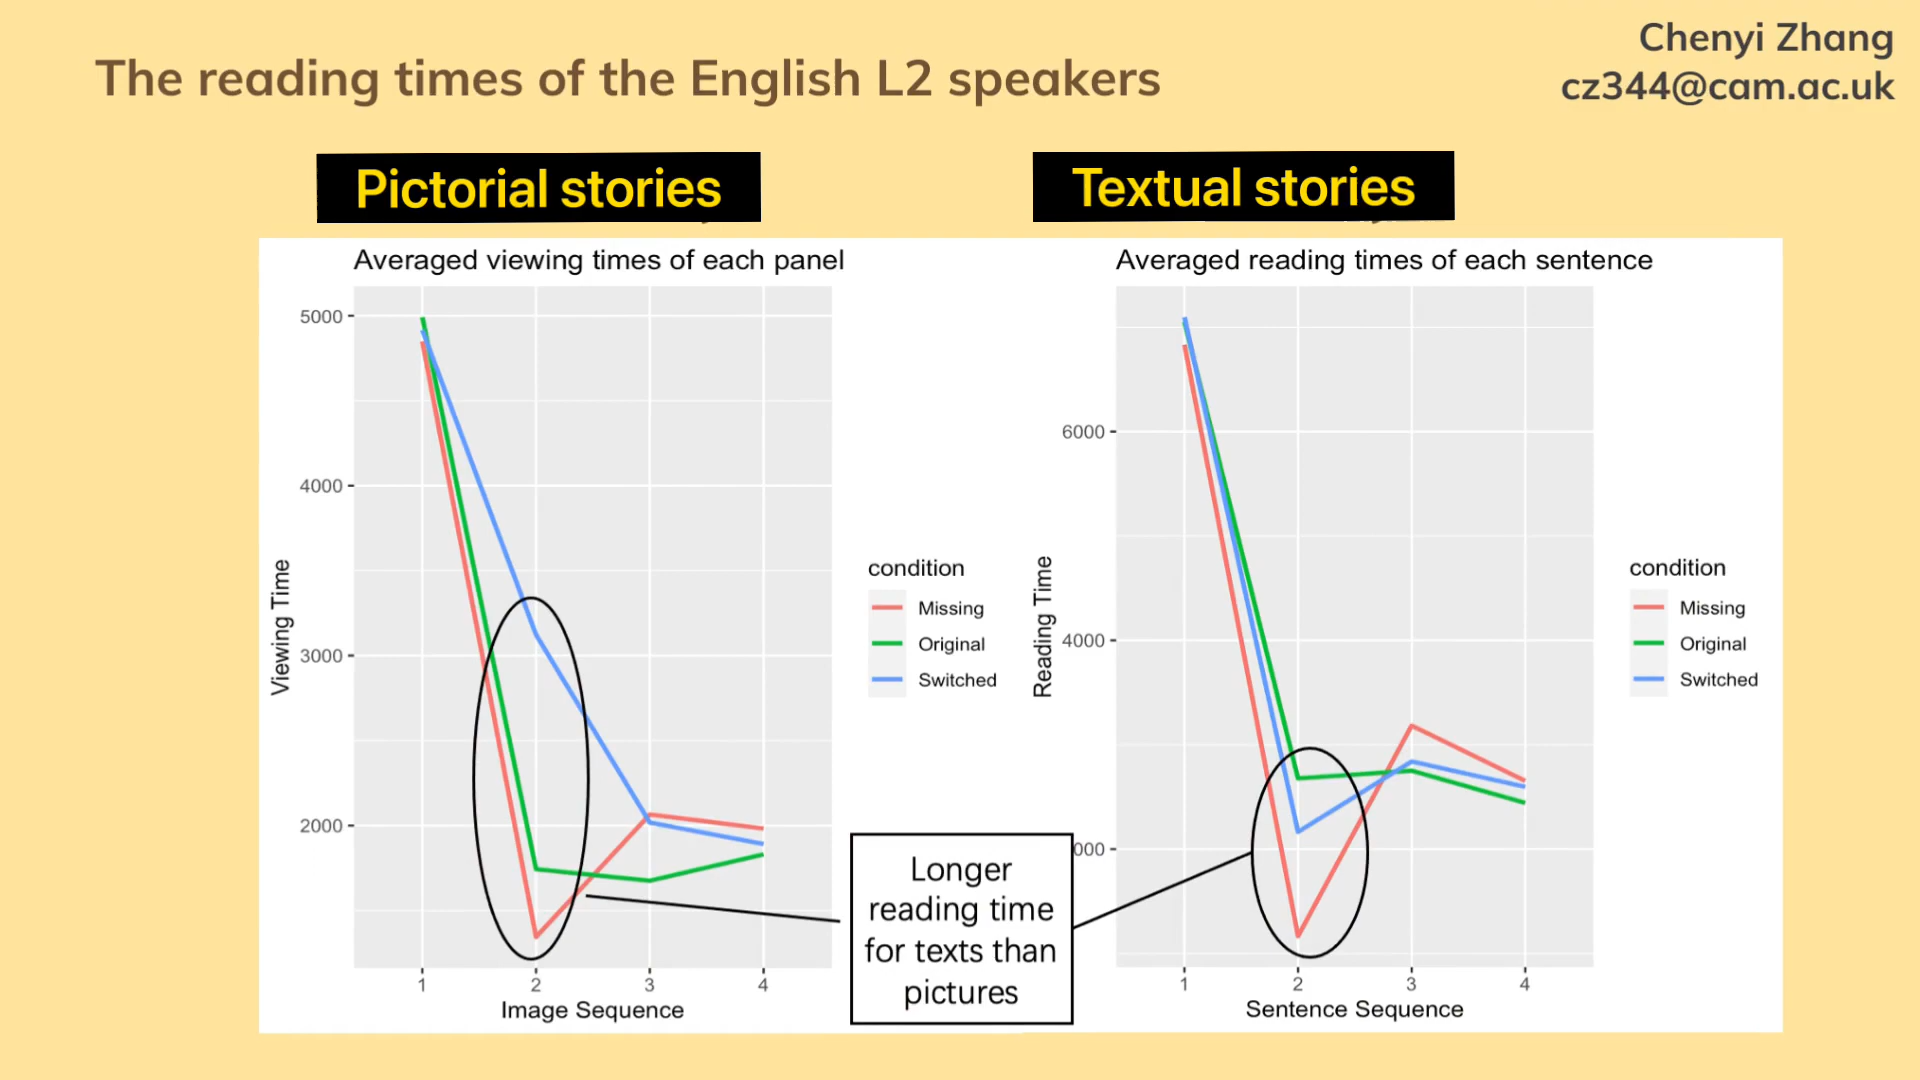 Chenyi Zhang
cz344@cam.ac.uk
The reading times of the English L2 speakers
Pictorial stories
Textual stories
Averaged viewing times of each panel
5000
4000
3000
2000
Viewing Time
1
2
3
4
Image Sequence
condition
Missing
Original
Switched
Longer
reading time
for texts than
pictures
Averaged reading times of each sentence
6000
4000
000
Reading Time
1
2
3
4
Sentence Sequence
condition
Missing
Original
Switched